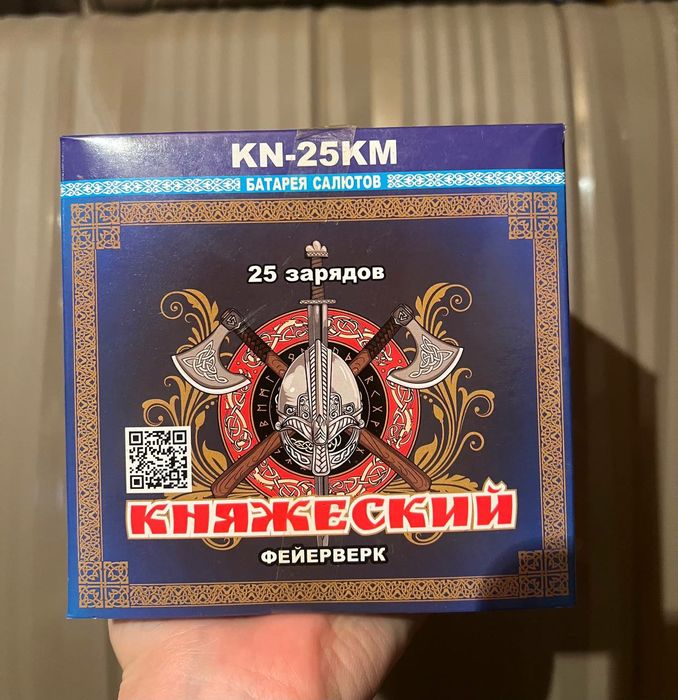 KN-25KM
БАТАРЕЯ САЛЮТОВ
25 зарядов
КНЯЖЕСКИЙ
ФЕЙЕРВЕРК